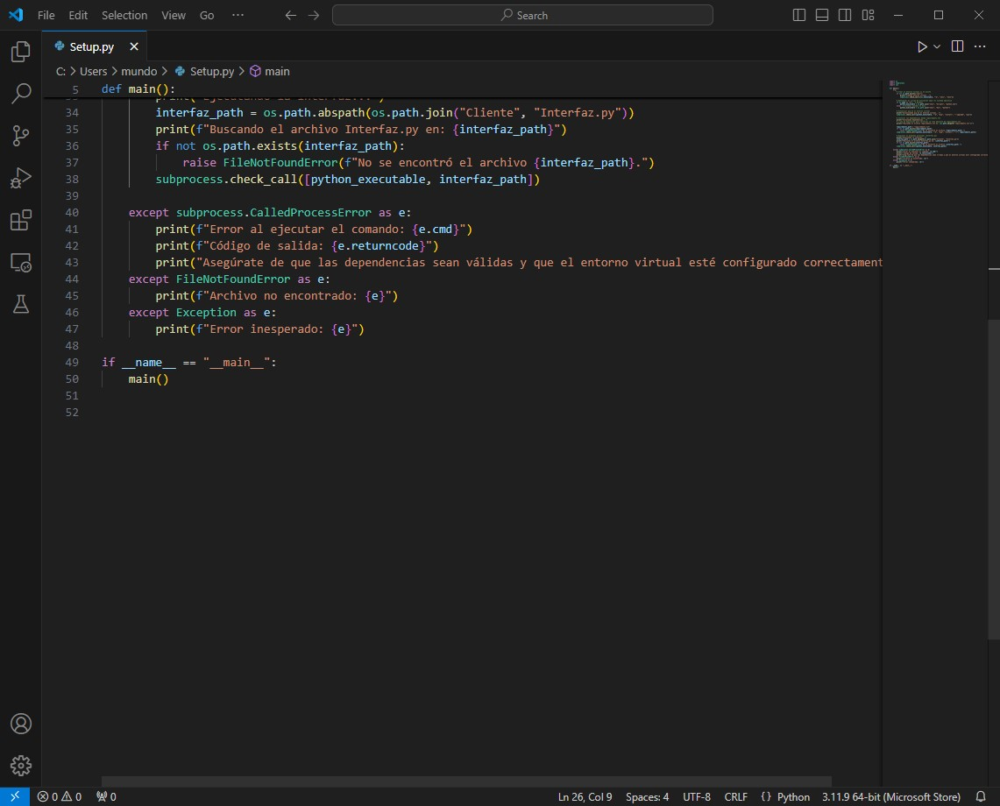 File Edit Selection View Go ··· Search
Setup.py
C: > Users > mundo > Setup.py > main
5 def main():
34 interfaz_path = os.path.abspath(os.path.join("Cliente", "Interfaz.py"))
35 print(f"Buscando el archivo Interfaz.py en: {interfaz_path}")
36 if not os.path.exists(interfaz_path):
37 raise FileNotFoundError(f"No se encontró el archivo {interfaz_path}.")
38 subprocess.check_call([python_executable, interfaz_path])
39
40 except subprocess.CalledProcessError as e:
41 print(f"Error al ejecutar el comando: {e.cmd}")
42 print(f"Código de salida: {e.returncode}")
43 print("Asegúrate de que las dependencias sean válidas y que el entorno virtual esté configurado correctament
44 except FileNotFoundError as e:
45 print(f"Archivo no encontrado: {e}")
46 except Exception as e:
47 print(f"Error inesperado: {e}")
48
49 if __name__ == "__main__":
50 main()
51
52
0 0 0 Ln 26, Col 9 Spaces: 4 UTF-8 CRLF {} Python 3.11.9 64-bit (Microsoft Store)